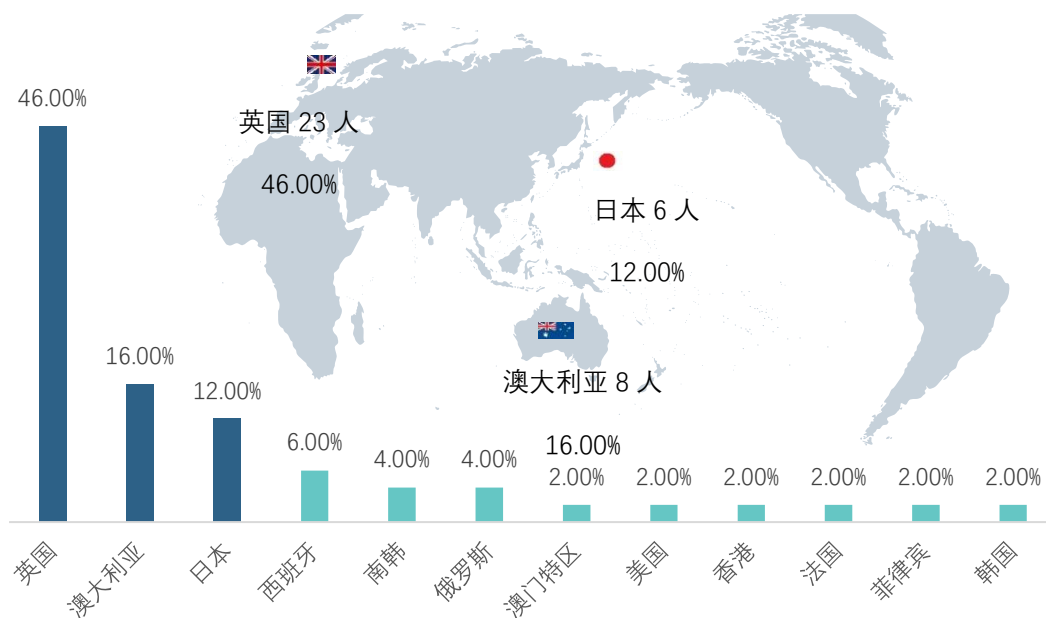 46.00%
英国 23 人
46.00%
日本 6 人
12.00%
澳大利亚 8 人
16.00%
16.00%
12.00%
6.00%
4.00%
4.00%
2.00%
2.00%
2.00%
2.00%
2.00%
2.00%
英国
澳大利亚
日本
西班牙
南韩
俄罗斯
澳门特区
美国
香港
法国
菲律宾
韩国